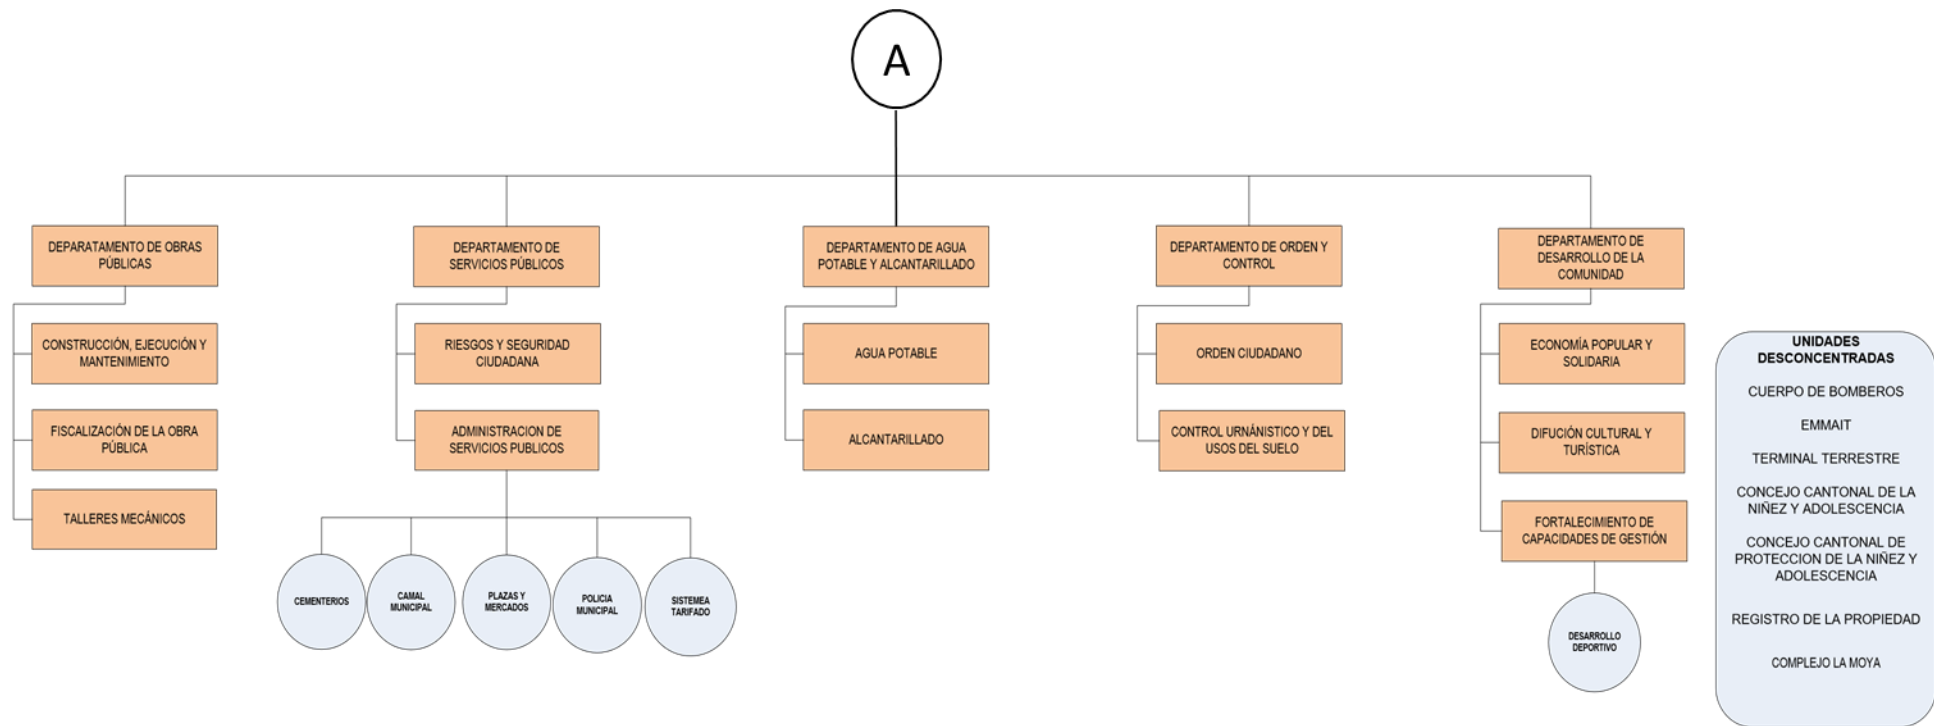 A
DEPARATAMENTO DE OBRAS
PÚBLICAS
CONSTRUCCIÓN, EJECUCIÓN Y
MANTENIMIENTO
FISCALIZACIÓN DE LA OBRA
PÚBLICA
TALLERES MECÁNICOS
DEPARTAMENTO DE
SERVICIOS PÚBLICOS
RIESGOS Y SEGURIDAD
CIUDADANA
ADMINISTRACION DE
SERVICIOS PUBLICOS
CEMENTERIOS
CAMAL
MUNICIPAL
PLAZAS Y
MERCADOS
POLICIA
MUNICIPAL
SISTEMEA
TARIFADO
DEPARTAMENTO DE AGUA
POTABLE Y ALCANTARILLADO
AGUA POTABLE
ALCANTARILLADO
DEPARTAMENTO DE ORDEN Y
CONTROL
ORDEN CIUDADANO
CONTROL URNÁNISTICO Y DEL
USOS DEL SUELO
DEPARTAMENTO DE
DESARROLLO DE LA
COMUNIDAD
ECONOMÍA POPULAR Y
SOLIDARIA
DIFUCIÓN CULTURAL Y
TURÍSTICA
FORTALECIMIENTO DE
CAPACIDADES DE GESTIÓN
DESARROLLO
DEPORTIVO
UNIDADES
DESCONCENTRADAS
CUERPO DE BOMBEROS
EMMAIT
TERMINAL TERRESTRE
CONCEJO CANTONAL DE LA
NIÑEZ Y ADOLESCENCIA
CONCEJO CANTONAL DE
PROTECCION DE LA NIÑEZ Y
ADOLESCENCIA
REGISTRO DE LA PROPIEDAD
COMPLEJO LA MOYA